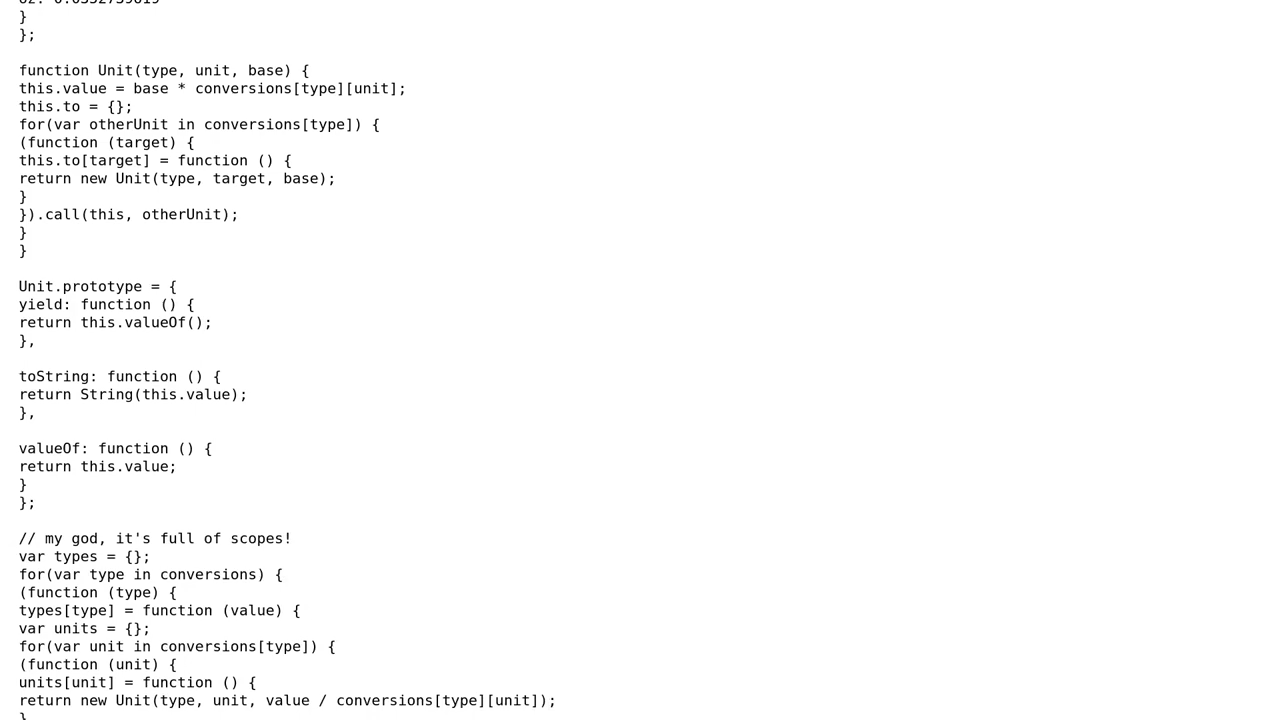 oz: 0.0352739619
}
};

function Unit(type, unit, base) {
this.value = base * conversions[type][unit];
this.to = {};
for(var otherUnit in conversions[type]) {
(function (target) {
this.to[target] = function () {
return new Unit(type, target, base);
}
}).call(this, otherUnit);
}
}

Unit.prototype = {
yield: function () {
return this.valueOf();
},

toString: function () {
return String(this.value);
},

valueOf: function () {
return this.value;
}
};

// my god, it's full of scopes!
var types = {};
for(var type in conversions) {
(function (type) {
types[type] = function (value) {
var units = {};
for(var unit in conversions[type]) {
(function (unit) {
units[unit] = function () {
return new Unit(type, unit, value / conversions[type][unit]);
}